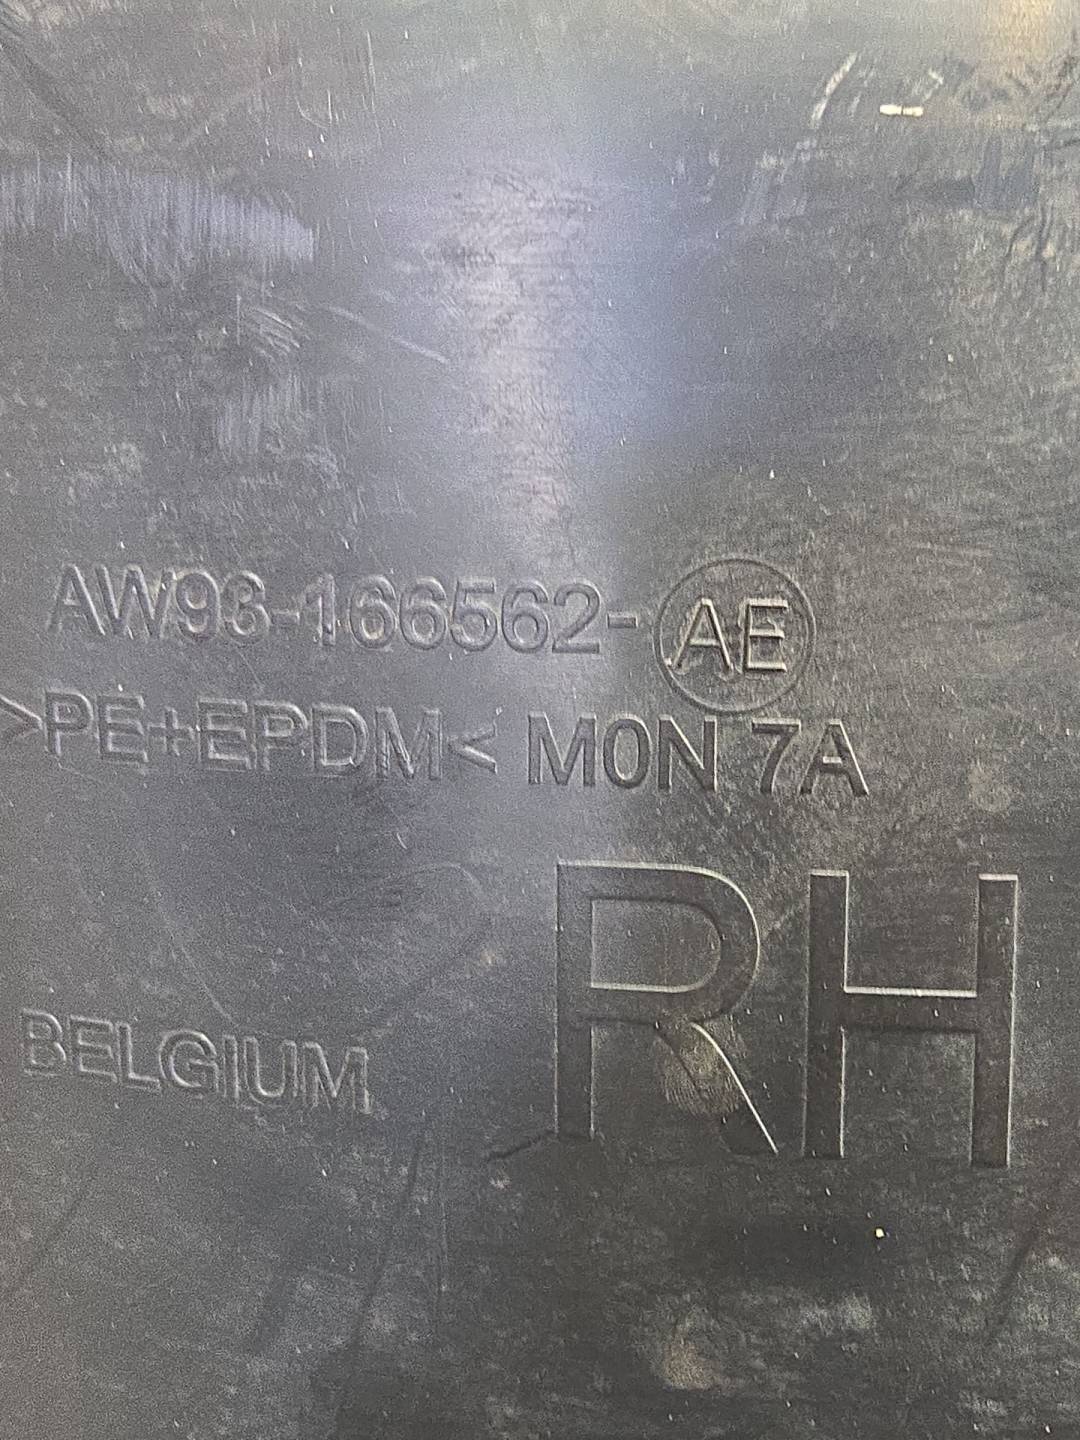 AW93-166562-AE
>PE+EPDM< M0N 7A
RH
BELGIUM